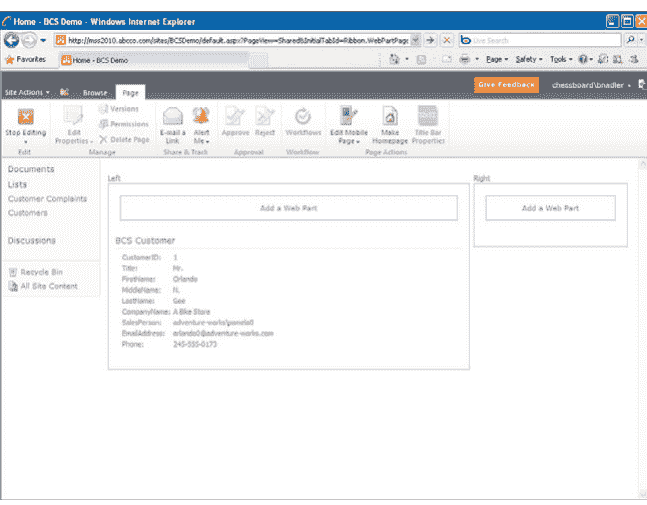 Home - BCS Demo - Windows Internet Explorer
http://mss2010.abcco.com/sites/BCSDemo/default.aspx?PageView=Shared&InitialTabId=Ribbon.WebPartPage
Live Search
Favorites Home - BCS Demo Page Safety Tools
Give Feedback chessboard\bnadler
Site Actions Browse Page
Versions
Permissions
Delete Page
Stop Editing Edit Properties E-mail a Link Alert Me Approve Reject Workflows Edit Mobile Page Make Homepage Title Bar Properties
Edit Manage Share & Track Approval Workflow Page Actions
Documents
Lists
Customer Complaints
Customers
Discussions
Recycle Bin
All Site Content
Left
Add a Web Part
BCS Customer
CustomerID: 1
Title: Mr.
FirstName: Orlando
MiddleName: N.
LastName: Gee
CompanyName: A Bike Store
SalesPerson: adventure-works\pamela0
EmailAddress: orlando0@adventure-works.com
Phone: 245-555-0173
Right
Add a Web Part